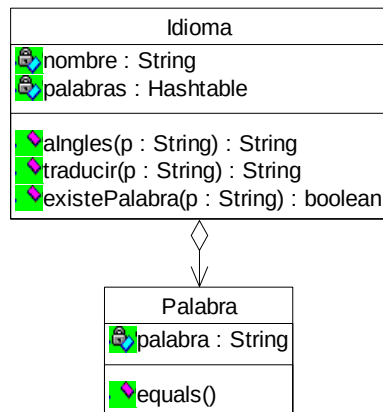 Idioma
nombre : String
palabras : Hashtable
aIngles(p : String) : String
traducir(p : String) : String
existePalabra(p : String) : boolean
Palabra
palabra : String
equals()